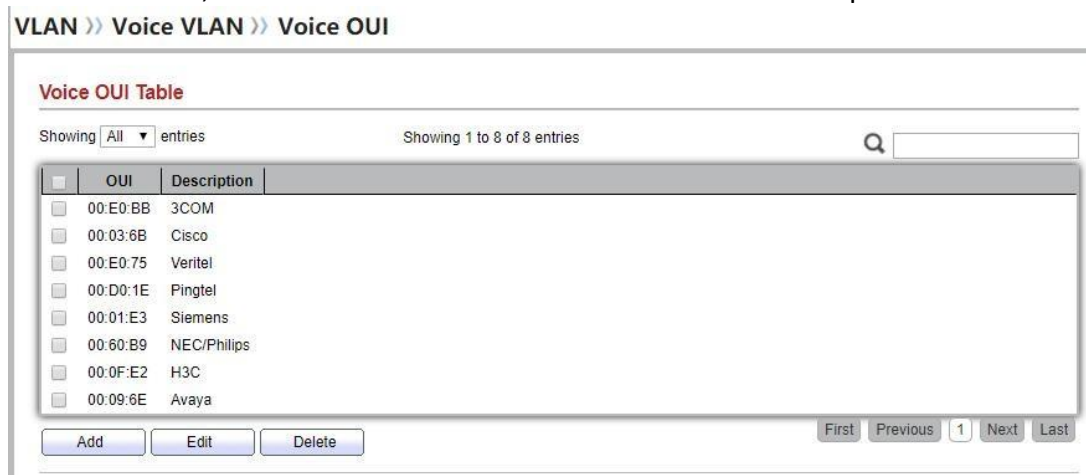 VLAN 》 Voice VLAN 》 Voice OUI
Voice OUI Table
Showing All ▼ entries Showing 1 to 8 of 8 entries
OUI Description
00:E0:BB 3COM
00:03:6B Cisco
00:E0:75 Veritel
00:D0:1E Pingtel
00:01:E3 Siemens
00:60:B9 NEC/Philips
00:0F:E2 H3C
00:09:6E Avaya
Add Edit Delete First Previous 1 Next Last